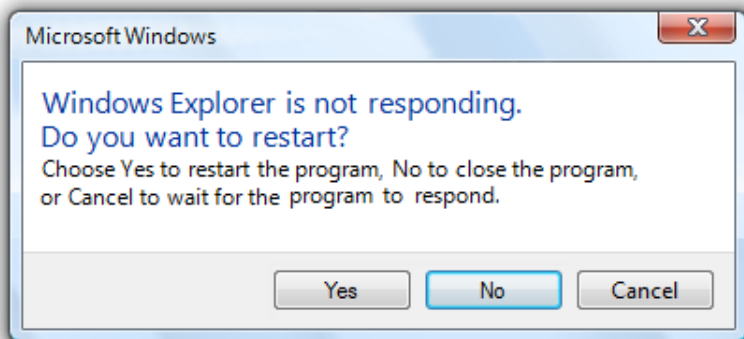 Microsoft Windows
Windows Explorer is not responding.
Do you want to restart?
Choose Yes to restart the program, No to close the program,
or Cancel to wait for the program to respond.
Yes No Cancel